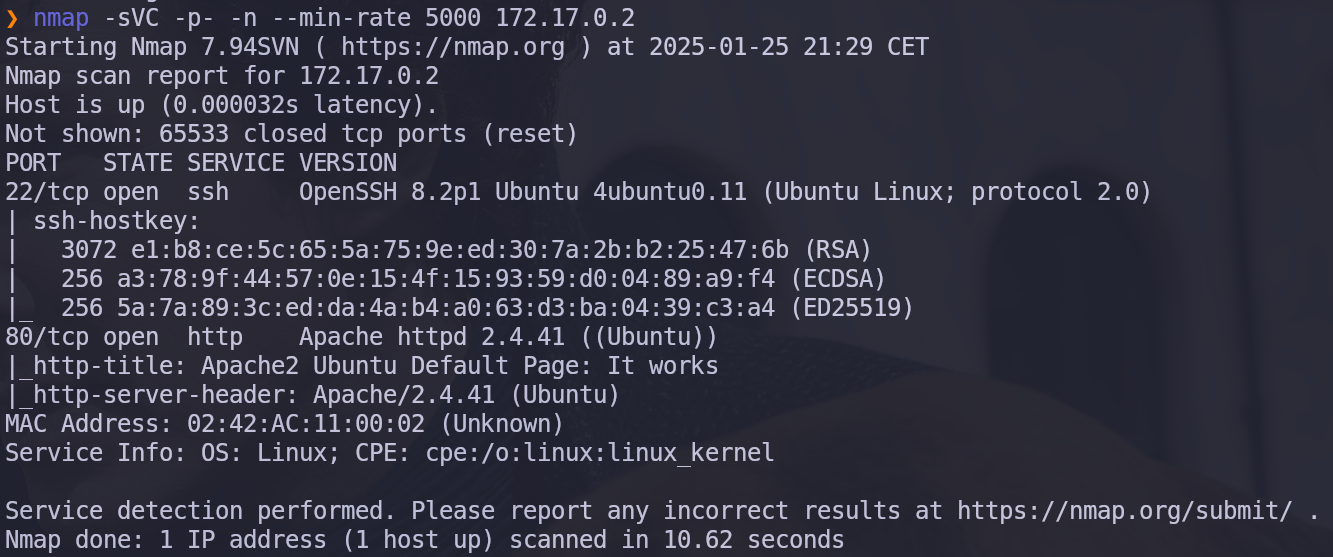 ❯ nmap -sVC -p- -n --min-rate 5000 172.17.0.2
Starting Nmap 7.94SVN ( https://nmap.org ) at 2025-01-25 21:29 CET
Nmap scan report for 172.17.0.2
Host is up (0.000032s latency).
Not shown: 65533 closed tcp ports (reset)
PORT   STATE SERVICE VERSION
22/tcp open  ssh     OpenSSH 8.2p1 Ubuntu 4ubuntu0.11 (Ubuntu Linux; protocol 2.0)
| ssh-hostkey:
|   3072 e1:b8:ce:5c:65:5a:75:9e:ed:30:7a:2b:b2:25:47:6b (RSA)
|   256 a3:78:9f:44:57:0e:15:4f:15:93:59:d0:04:89:a9:f4 (ECDSA)
|_  256 5a:7a:89:3c:ed:da:4a:b4:a0:63:d3:ba:04:39:c3:a4 (ED25519)
80/tcp open  http    Apache httpd 2.4.41 ((Ubuntu))
|_http-title: Apache2 Ubuntu Default Page: It works
|_http-server-header: Apache/2.4.41 (Ubuntu)
MAC Address: 02:42:AC:11:00:02 (Unknown)
Service Info: OS: Linux; CPE: cpe:/o:linux:linux_kernel

Service detection performed. Please report any incorrect results at https://nmap.org/submit/ .
Nmap done: 1 IP address (1 host up) scanned in 10.62 seconds